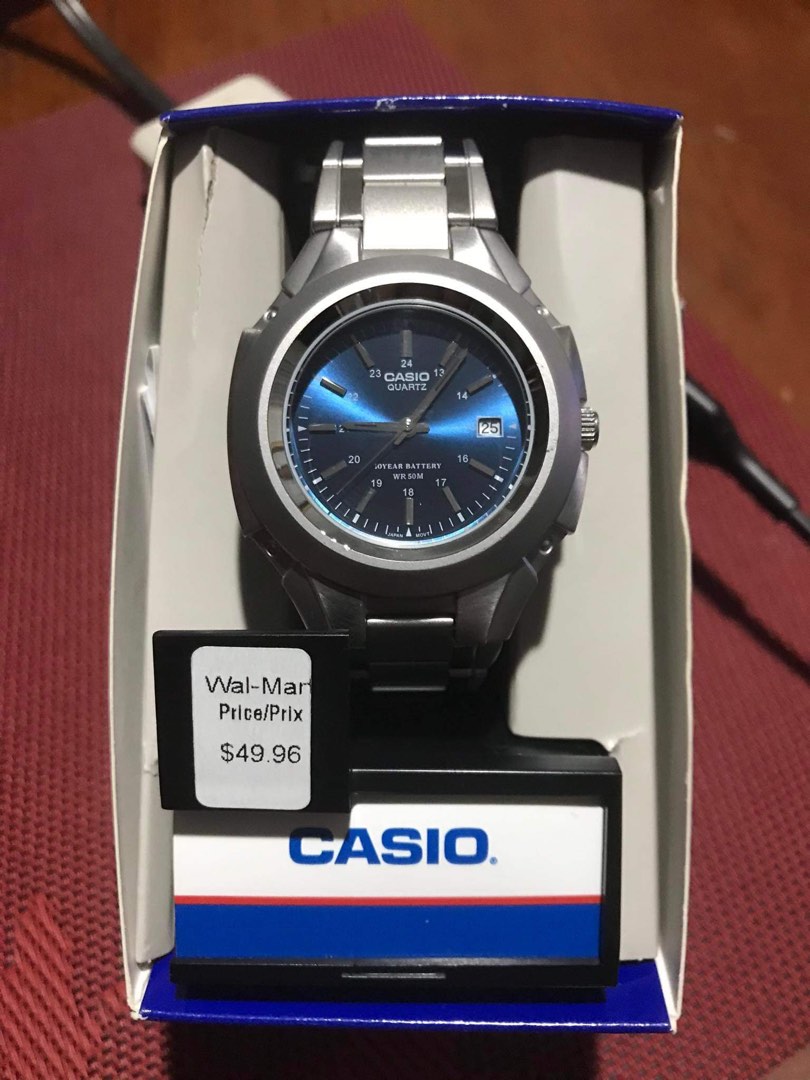 24
23
13
CASIO
QUARTZ
22
14
25
20
16
10YEAR BATTERY
WR 50M
19
17
18
JAPAN MOVT
Wal-Mart
Price/Prix
$49.96
CASIO®